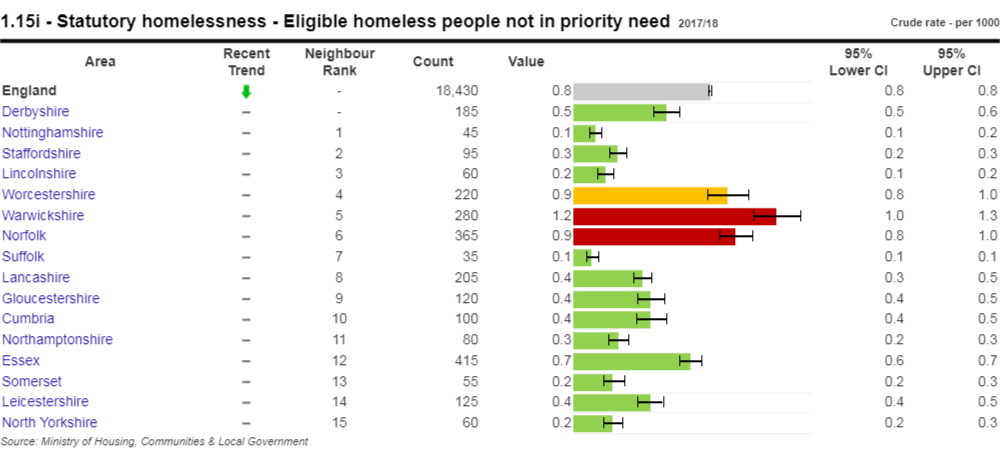 1.15i - Statutory homelessness - Eligible homeless people not in priority need 2017/18 Crude rate - per 1000
Area Recent Trend Neighbour Rank Count Value 95% Lower CI 95% Upper CI
England - 18,430 0.8 0.8 0.8
Derbyshire – - 185 0.5 0.5 0.6
Nottinghamshire – 1 45 0.1 0.1 0.2
Staffordshire – 2 95 0.3 0.2 0.3
Lincolnshire – 3 60 0.2 0.1 0.2
Worcestershire – 4 220 0.9 0.8 1.0
Warwickshire – 5 280 1.2 1.0 1.3
Norfolk – 6 365 0.9 0.8 1.0
Suffolk – 7 35 0.1 0.1 0.1
Lancashire – 8 205 0.4 0.3 0.5
Gloucestershire – 9 120 0.4 0.4 0.5
Cumbria – 10 100 0.4 0.4 0.5
Northamptonshire – 11 80 0.3 0.2 0.3
Essex – 12 415 0.7 0.6 0.7
Somerset – 13 55 0.2 0.2 0.3
Leicestershire – 14 125 0.4 0.4 0.5
North Yorkshire – 15 60 0.2 0.2 0.3
Source: Ministry of Housing, Communities & Local Government